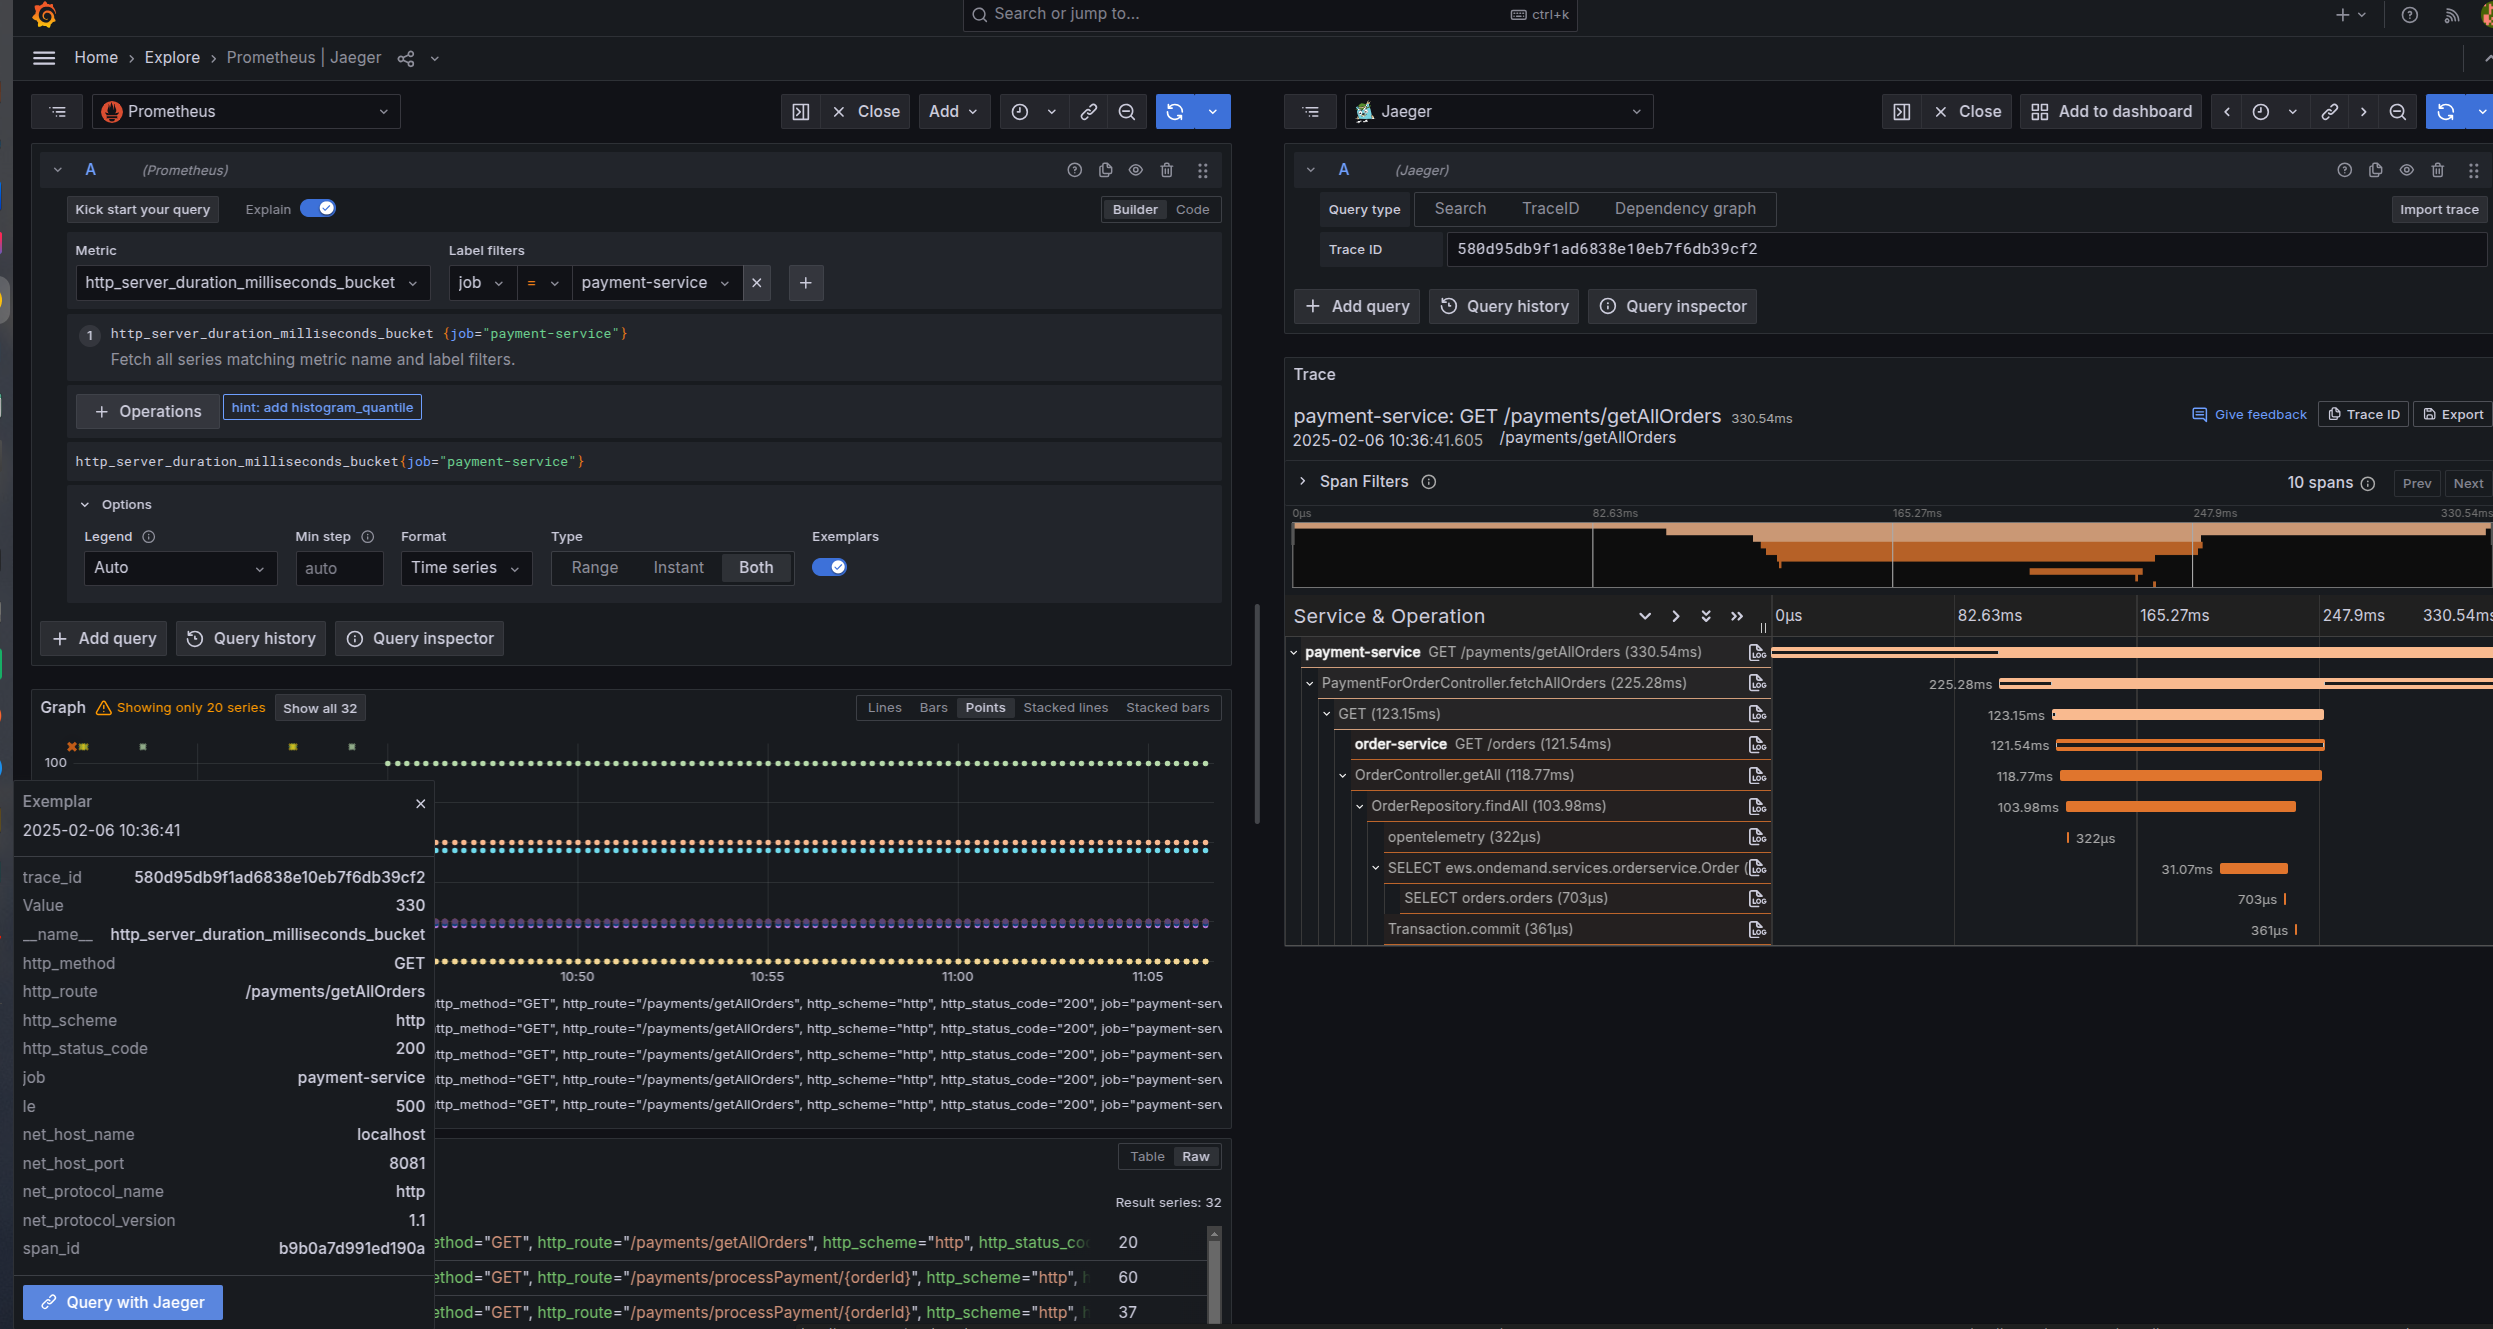 Search or jump to... ctrl+k
Home › Explore › Prometheus | Jaeger
Prometheus Close Add
A (Prometheus)
Kick start your query Explain Builder Code
Metric Label filters
http_server_duration_milliseconds_bucket job = payment-service
1 http_server_duration_milliseconds_bucket {job="payment-service"}
Fetch all series matching metric name and label filters.
+ Operations hint: add histogram_quantile
http_server_duration_milliseconds_bucket{job="payment-service"}
Options
Legend Min step Format Type Exemplars
Auto auto Time series Range Instant Both
+ Add query Query history Query inspector
Graph Showing only 20 series Show all 32 Lines Bars Points Stacked lines Stacked bars
100
10:50 10:55 11:00 11:05
ttp_method="GET", http_route="/payments/getAllOrders", http_scheme="http", http_status_code="200", job="payment-serv
ttp_method="GET", http_route="/payments/getAllOrders", http_scheme="http", http_status_code="200", job="payment-serv
ttp_method="GET", http_route="/payments/getAllOrders", http_scheme="http", http_status_code="200", job="payment-serv
ttp_method="GET", http_route="/payments/getAllOrders", http_scheme="http", http_status_code="200", job="payment-serv
ttp_method="GET", http_route="/payments/getAllOrders", http_scheme="http", http_status_code="200", job="payment-serv
Table Raw
Result series: 32
ethod="GET", http_route="/payments/getAllOrders", http_scheme="http", http_status_co 20
ethod="GET", http_route="/payments/processPayment/{orderId}", http_scheme="http", h 60
ethod="GET", http_route="/payments/processPayment/{orderId}", http_scheme="http", h 37
Exemplar
2025-02-06 10:36:41
trace_id 580d95db9f1ad6838e10eb7f6db39cf2
Value 330
__name__ http_server_duration_milliseconds_bucket
http_method GET
http_route /payments/getAllOrders
http_scheme http
http_status_code 200
job payment-service
le 500
net_host_name localhost
net_host_port 8081
net_protocol_name http
net_protocol_version 1.1
span_id b9b0a7d991ed190a
Query with Jaeger
Jaeger Close Add to dashboard
A (Jaeger)
Query type Search TraceID Dependency graph Import trace
Trace ID 580d95db9f1ad6838e10eb7f6db39cf2
+ Add query Query history Query inspector
Trace
payment-service: GET /payments/getAllOrders 330.54ms Give feedback Trace ID Export
2025-02-06 10:36:41.605 /payments/getAllOrders
Span Filters 10 spans Prev Next
0μs 82.63ms 165.27ms 247.9ms 330.54ms
Service & Operation 0μs 82.63ms 165.27ms 247.9ms 330.54ms
payment-service GET /payments/getAllOrders (330.54ms) LOG
PaymentForOrderController.fetchAllOrders (225.28ms) LOG 225.28ms
GET (123.15ms) LOG 123.15ms
order-service GET /orders (121.54ms) LOG 121.54ms
OrderController.getAll (118.77ms) LOG 118.77ms
OrderRepository.findAll (103.98ms) LOG 103.98ms
opentelemetry (322μs) LOG 322μs
SELECT ews.ondemand.services.orderservice.Order ( LOG 31.07ms
SELECT orders.orders (703μs) LOG 703μs
Transaction.commit (361μs) LOG 361μs